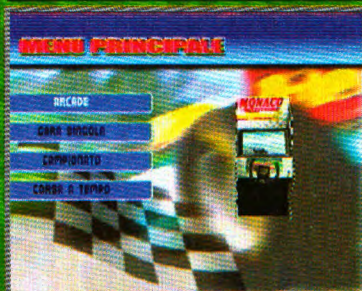 MENU PRINCIPALE
ARCADE
MONACO
GARA SINGOLA
CAMPIONATO
CORSA A TEMPO